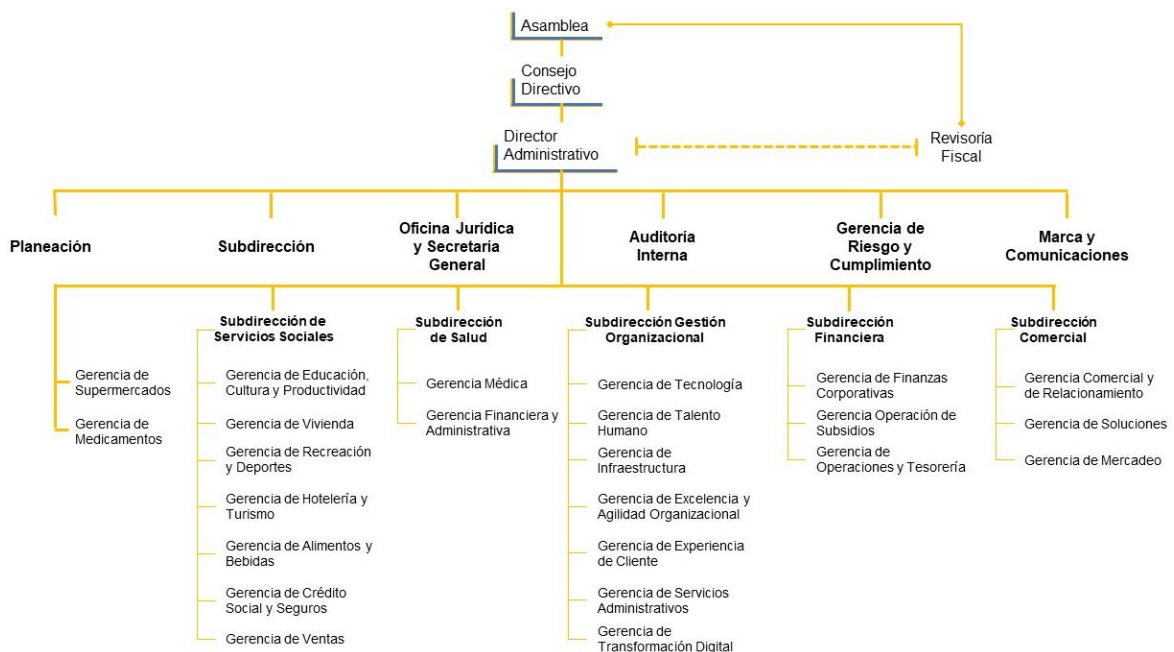 Asamblea
Consejo
Directivo
Director
Administrativo
Revisoría
Fiscal
Planeación
Subdirección
Oficina Jurídica
y Secretaría
General
Auditoría
Interna
Gerencia de
Riesgo y
Cumplimiento
Marca y
Comunicaciones
Gerencia de
Supermercados
Gerencia de
Medicamentos
Subdirección de
Servicios Sociales
Gerencia de Educación,
Cultura y Productividad
Gerencia de Vivienda
Gerencia de Recreación
y Deportes
Gerencia de Hotelería y
Turismo
Gerencia de Alimentos y
Bebidas
Gerencia de Crédito
Social y Seguros
Gerencia de Ventas
Subdirección
de Salud
Gerencia Médica
Gerencia Financiera y
Administrativa
Subdirección Gestión
Organizacional
Gerencia de Tecnología
Gerencia de Talento
Humano
Gerencia de
Infraestructura
Gerencia de Excelencia y
Agilidad Organizacional
Gerencia de Experiencia
de Cliente
Gerencia de Servicios
Administrativos
Gerencia de
Transformación Digital
Subdirección
Financiera
Gerencia de Finanzas
Corporativas
Gerencia Operación de
Subsidios
Gerencia de
Operaciones y Tesorería
Subdirección
Comercial
Gerencia Comercial y
de Relacionamiento
Gerencia de Soluciones
Gerencia de Mercadeo